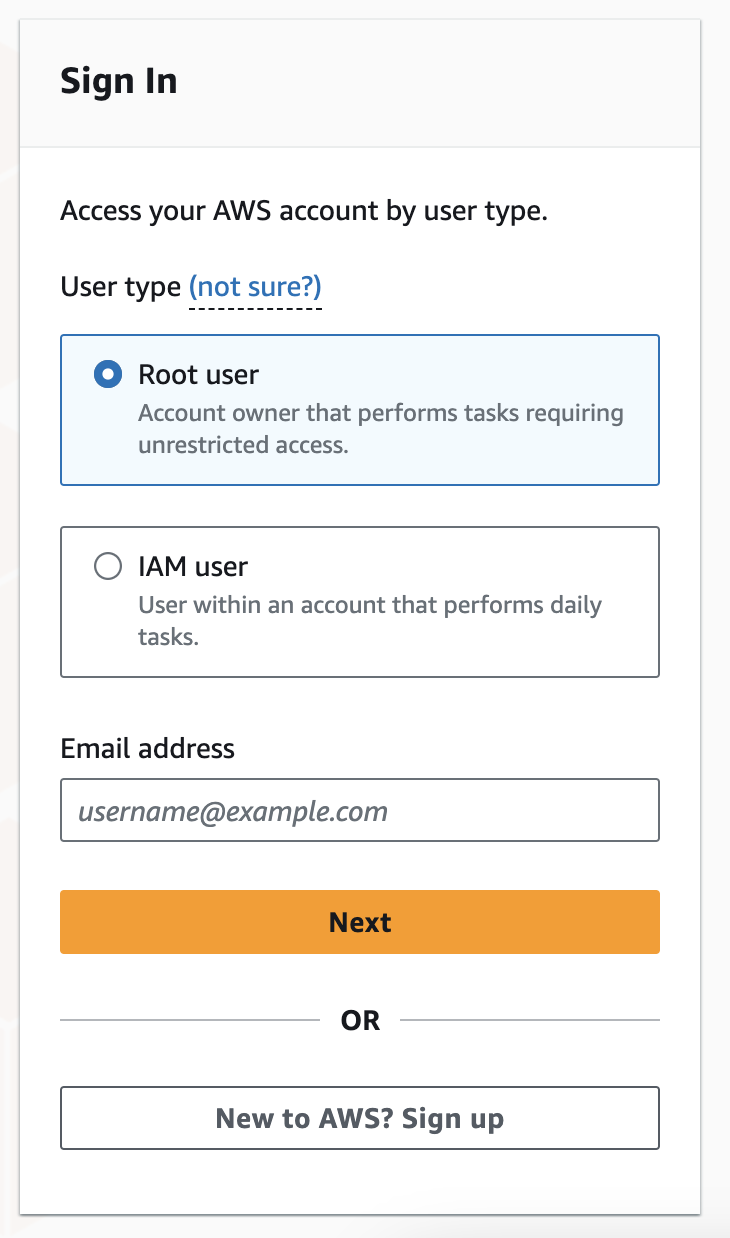 Sign In
Access your AWS account by user type.
User type (not sure?)
Root user
Account owner that performs tasks requiring
unrestricted access.
IAM user
User within an account that performs daily
tasks.
Email address
username@example.com
Next
OR
New to AWS? Sign up